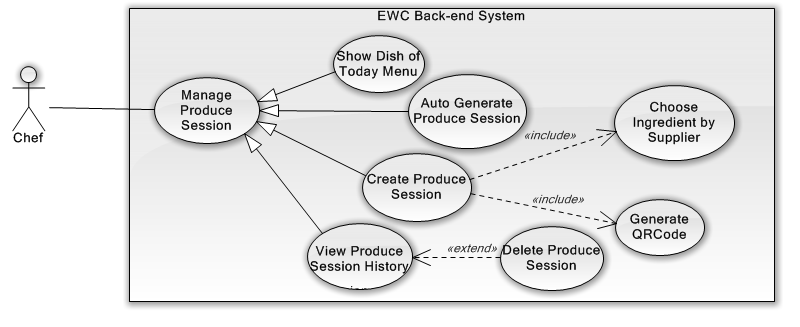 EWC Back-end System
Chef
Manage
Produce
Session
Show Dish of
Today Menu
Auto Generate
Produce Session
Choose
Ingredient by
Supplier
«include»
Create Produce
Session
«include»
Generate
QRCode
View Produce
Session History
«extend»
Delete Produce
Session